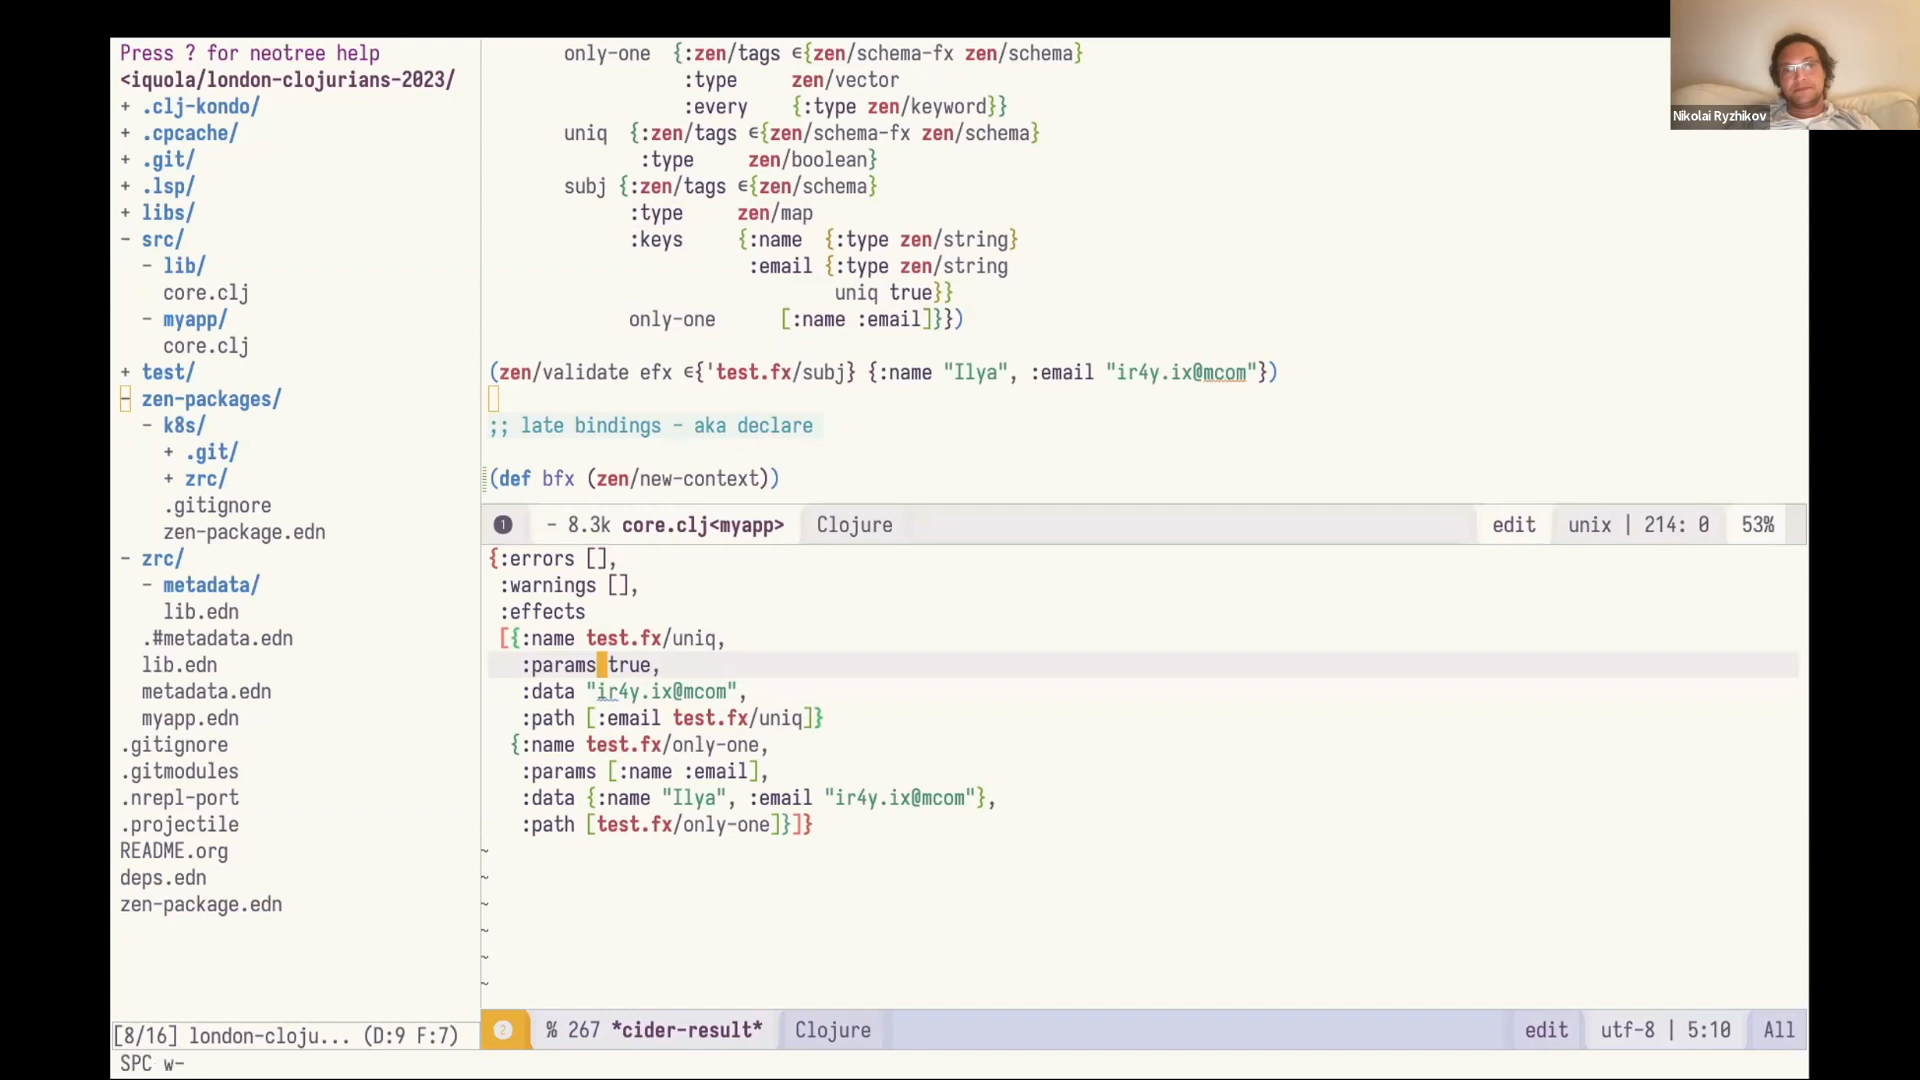 Press ? for neotree help
<iquola/london-clojurians-2023/
+ .clj-kondo/
+ .cpcache/
+ .git/
+ .lsp/
+ libs/
- src/
- lib/
core.clj
- myapp/
core.clj
+ test/
- zen-packages/
- k8s/
+ .git/
+ zrc/
.gitignore
zen-package.edn
- zrc/
- metadata/
lib.edn
.#metadata.edn
lib.edn
metadata.edn
myapp.edn
.gitignore
.gitmodules
.nrepl-port
.projectile
README.org
deps.edn
zen-package.edn
[8/16] london-cloju... (D:9 F:7)
SPC w-
only-one {:zen/tags ∈{zen/schema-fx zen/schema}
:type zen/vector
:every {:type zen/keyword}}
uniq {:zen/tags ∈{zen/schema-fx zen/schema}
:type zen/boolean}
subj {:zen/tags ∈{zen/schema}
:type zen/map
:keys {:name {:type zen/string}
:email {:type zen/string
uniq true}}
only-one [:name :email]}})
(zen/validate efx ∈{'test.fx/subj} {:name "Ilya", :email "ir4y.ix@mcom"})
;; late bindings - aka declare
(def bfx (zen/new-context))
1 - 8.3k core.clj<myapp> Clojure edit unix | 214: 0 53%
{:errors [],
:warnings [],
:effects
[{:name test.fx/uniq,
:params true,
:data "ir4y.ix@mcom",
:path [:email test.fx/uniq]}
{:name test.fx/only-one,
:params [:name :email],
:data {:name "Ilya", :email "ir4y.ix@mcom"},
:path [test.fx/only-one]}]}
~
~
~
~
~
~
2 % 267 *cider-result* Clojure edit utf-8 | 5:10 All
Nikolai Ryzhikov